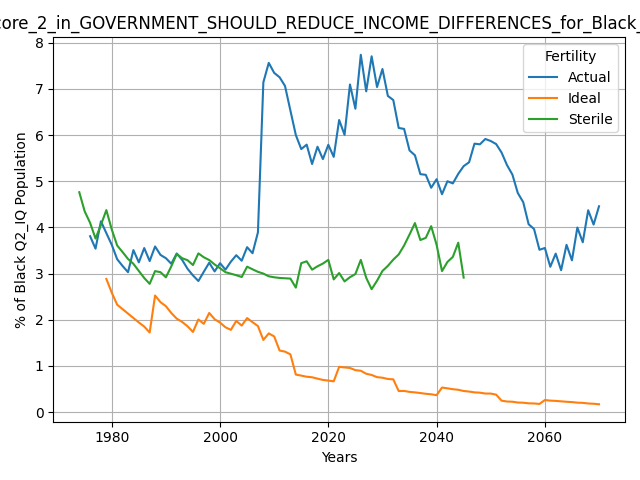 core_2_in_GOVERNMENT_SHOULD_REDUCE_INCOME_DIFFERENCES_for_Black_
% of Black Q2_IQ Population
8
7
6
5
4
3
2
1
0
Fertility
Actual
Ideal
Sterile
1980 2000 2020 2040 2060
Years